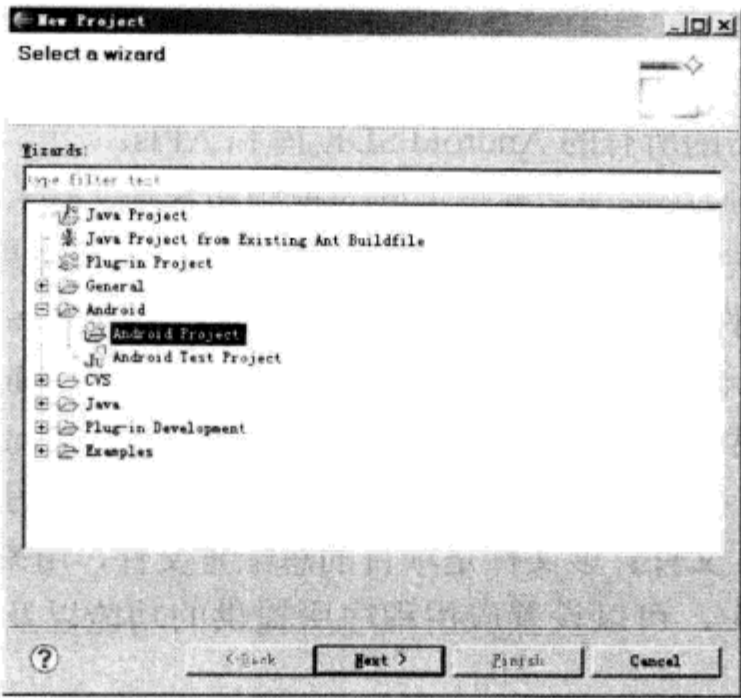 New Project
Select a wizard
Wizards:
type filter text
Java Project
Java Project from Existing Ant Buildfile
Plug-in Project
General
Android
Android Project
Android Test Project
CVS
Java
Plug-in Development
Examples
< Back
Next >
Finish
Cancel